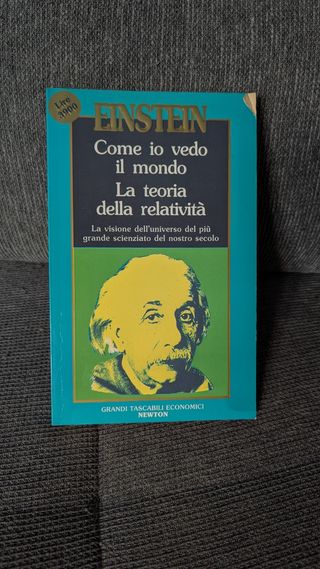 Lire
3900
EINSTEIN
Come io vedo
il mondo
La teoria
della relatività
La visione dell'universo del più
grande scienziato del nostro secolo
GRANDI TASCABILI ECONOMICI
NEWTON